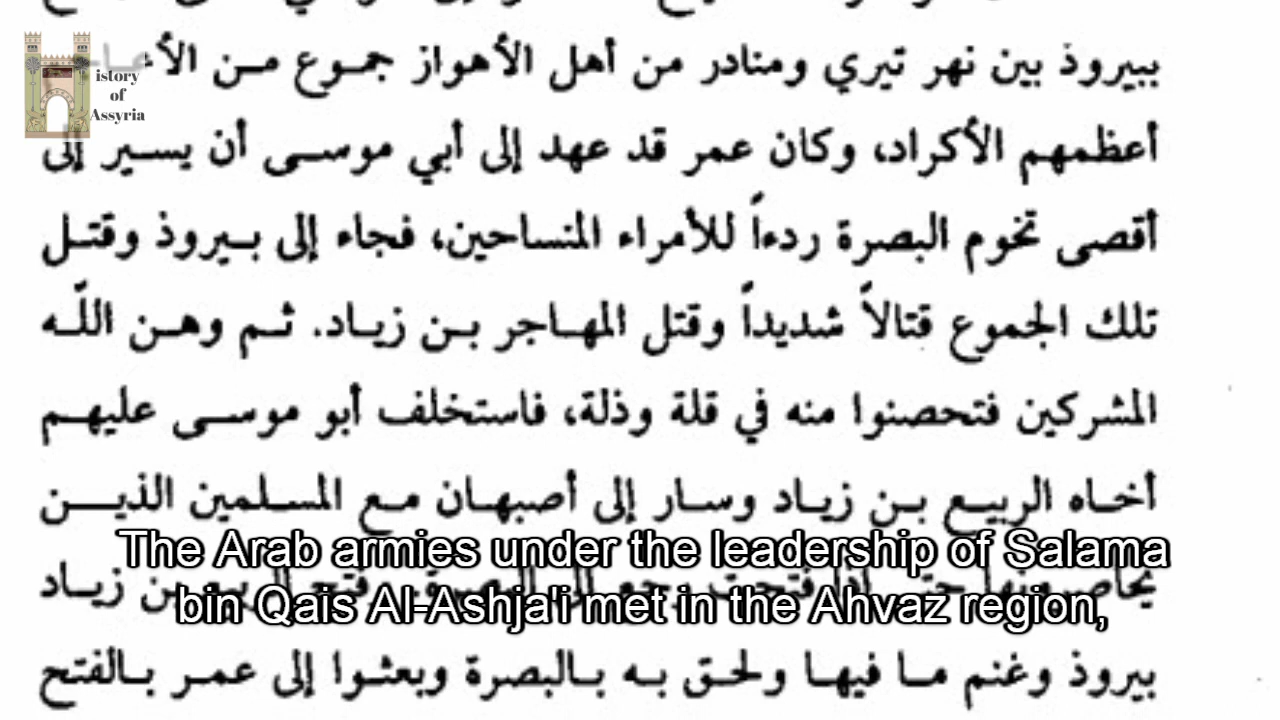 ببيروذ بين نهر تيري ومنادر من أهل الأهواز جموع من
أعظمهم الأكراد، وكان عمر قد عهد إلى أبي موسى أن يسير إلى
أقصى تخوم البصرة ردءاً للأمراء المنساحين، فجاء إلى بيروذ وقتل
تلك الجموع قتالاً شديداً وقتل المهاجر بن زياد. ثم وهن اللّه
المشركين فتحصنوا منه في قلة وذلة، فاستخلف أبو موسى عليهم
أخاه الربيع بن زياد وسار إلى أصبهان مع المسلمين الذين
زياد
بيروذ وغنم ما فيها ولحق به بالبصرة وبعثوا إلى عمر بالفتح
istory
of
Assyria
The Arab armies under the leadership of Salama
bin Qais Al-Ashja'i met in the Ahvaz region,